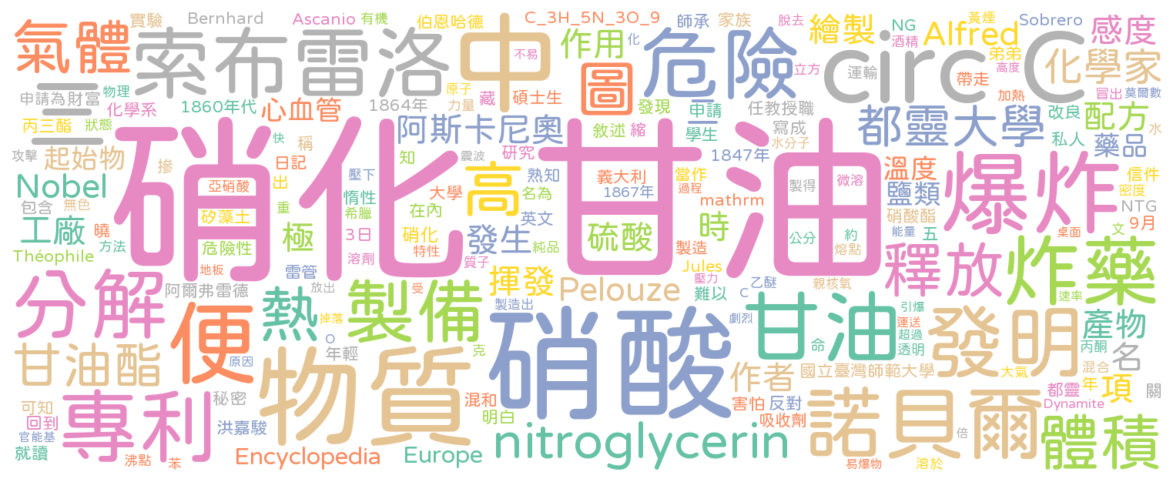 實驗 Bernhard Ascanio 有機 伯恩哈德 C_3H_5N_3O_9 師承 家族 脫去 NG 酒精 黃煙 Sobrero 感度
氣體 索布雷洛 中 不易 作用 化 危險 繪製 circ Alfred 弟弟 高度 C 化學家
二 申請為財富 物理 原子 圖 立方 運輸 帶走 加熱 冒出 莫爾數
化學系 1860年代 心血管 1864年 力量 藏 碩士生 發現 申請 任教授職 都靈大學 改良 配方 水
丙三酯 狀態 快 稱 阿斯卡尼奧 敘述 縮 一 學生 寫成 水分子 私人 藥品
攻擊 起始物 摻 日記 知 震波 研究 1847年 溫度 爆炸 信件 密度
硝化甘油 高 熟知 義大利 當作 過程 製得 微溶 鹽類
Nobel 亞硝酸 出 壓下 惰性 大學 名為 1867年 mathrm NTG
包含 無色 矽藻土 重 希臘 在內 英文 硝酸酯 9月
工廠 曉 極 3日 硝化 發生 純品 硫酸 時 製造 公分 約 能量 五 桌面
Théophile 方法 危險性 溶劑 特性 質子 揮發 Jules 熔點 釋放 炸藥 文
分解 地板 雷管 放出 受 Pelouze 壓力 難以 乙醚 C 親核氧 速率
阿爾弗雷德 熱 製備 製造出 劇烈 甘油 引爆 運送 產物
甘油酯 便 掉落 O 克 硝酸 命 超過 透明 發明 丙酮
原因 年輕 物質 作者 國立臺灣師範大學 大氣 混合 名
可知 專利 秘密 混和 害怕 反對 諾貝爾 都靈 年 項 關
回到 官能基 洪嘉駿 明白 吸收劑 Dynamite
就讀 沸點 苯 Encyclopedia Europe nitroglycerin 易爆物 倍 溶於 體積